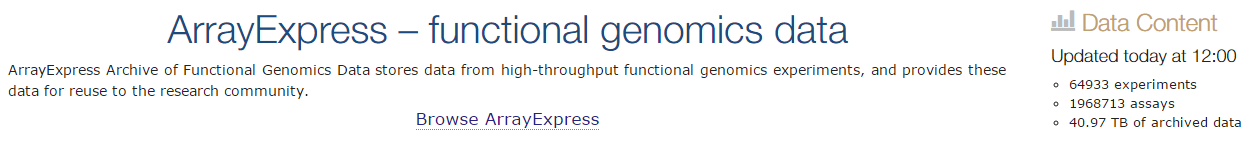 ArrayExpress – functional genomics data
ArrayExpress Archive of Functional Genomics Data stores data from high-throughput functional genomics experiments, and provides these
data for reuse to the research community.
Browse ArrayExpress
Data Content
Updated today at 12:00
64933 experiments
1968713 assays
40.97 TB of archived data